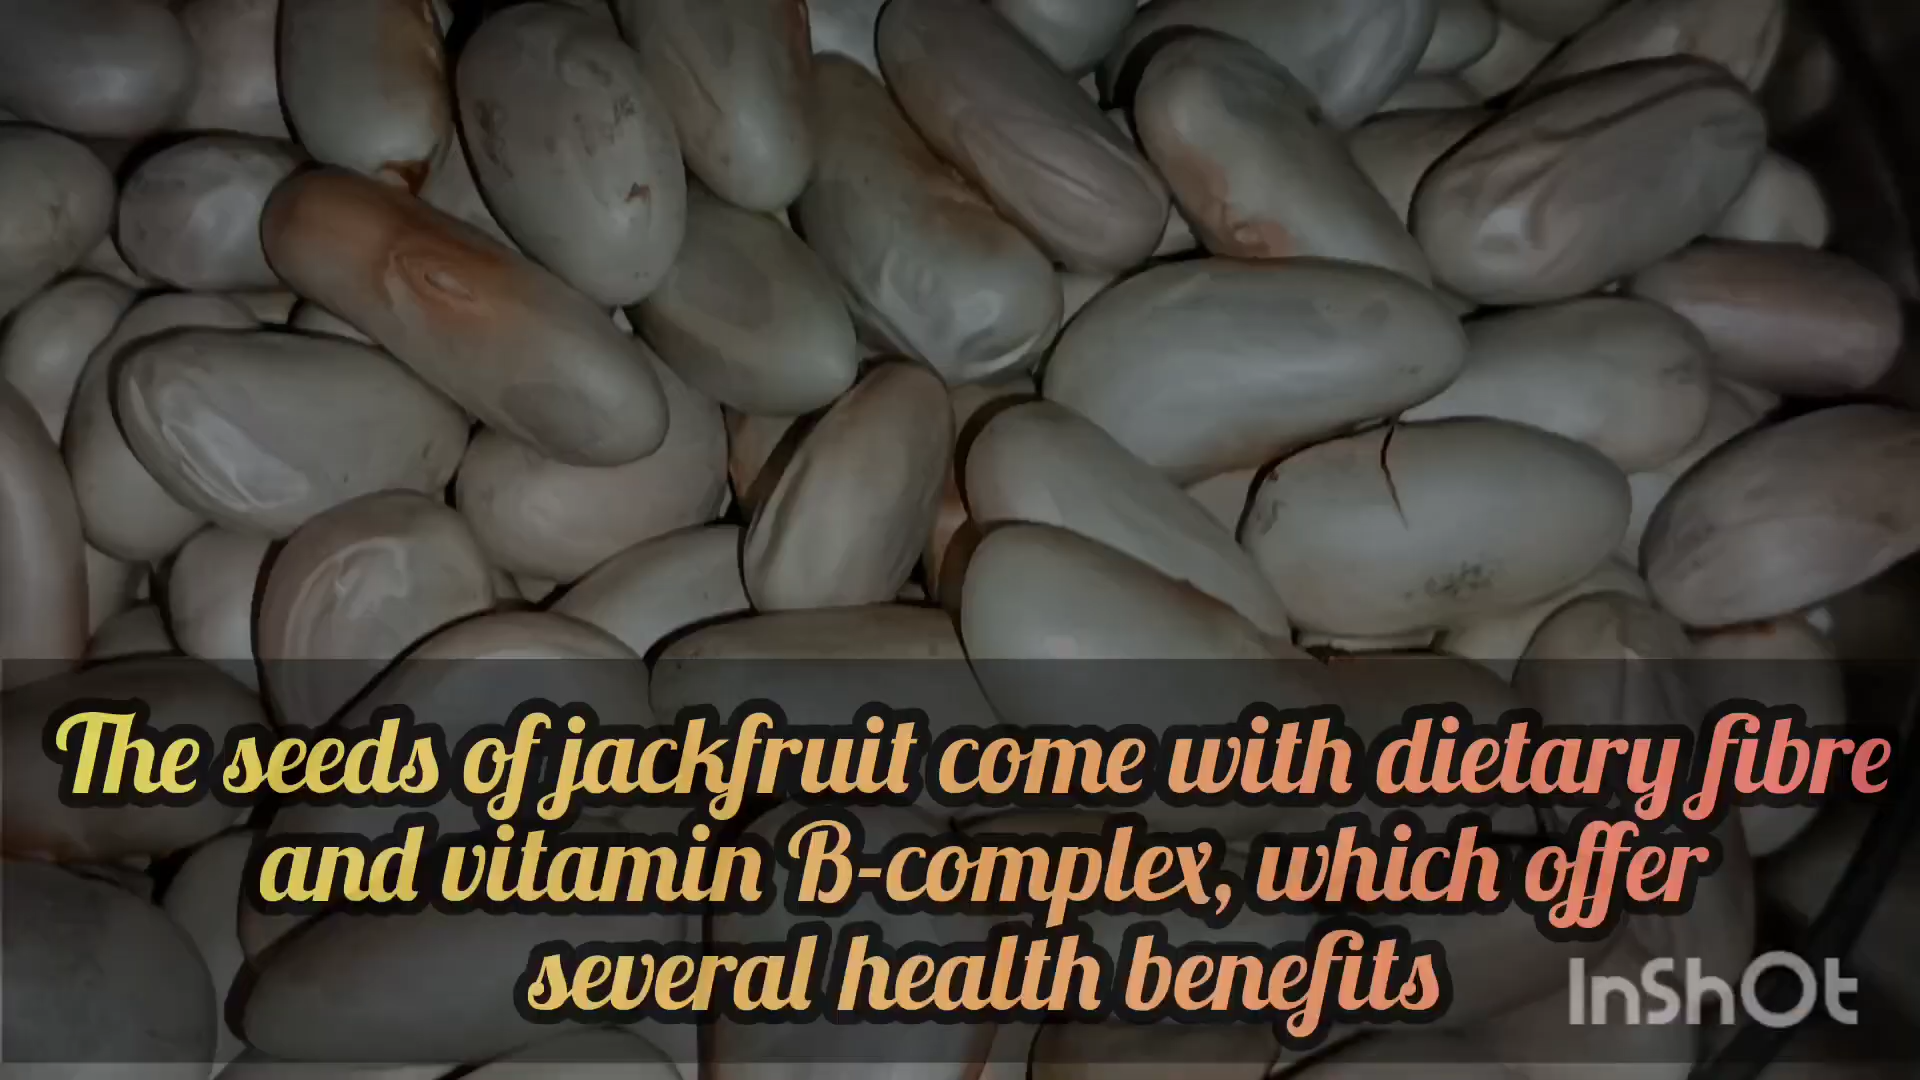 The seeds of jackfruit come with dietary fibre
and vitamin B-complex, which offer
several health benefits
InShOt